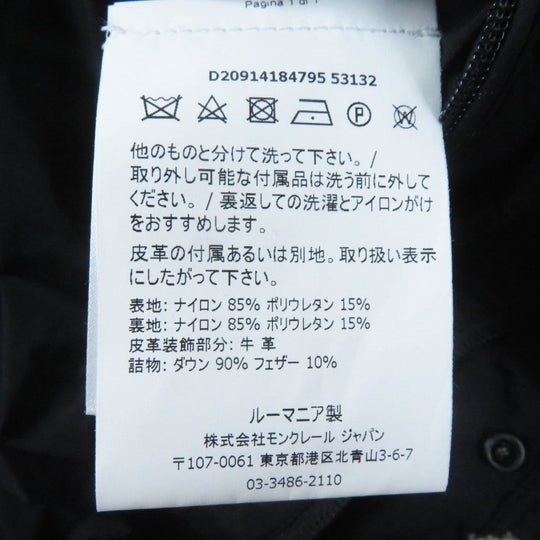 Pagina 1 di 1
D20914184795 53132
P
W
他のものと分けて洗って下さい。/
取り外し可能な付属品は洗う前に外して
ください。/ 裏返しての洗濯とアイロンがけ
をおすすめします。
皮革の付属あるいは別地。取り扱い表示
にしたがって下さい。
表地: ナイロン 85% ポリウレタン 15%
裏地: ナイロン 85% ポリウレタン 15%
皮革装飾部分: 牛 革
詰物: ダウン 90% フェザー 10%
ルーマニア製
株式会社モンクレール ジャパン
〒107-0061 東京都港区北青山3-6-7
03-3486-2110